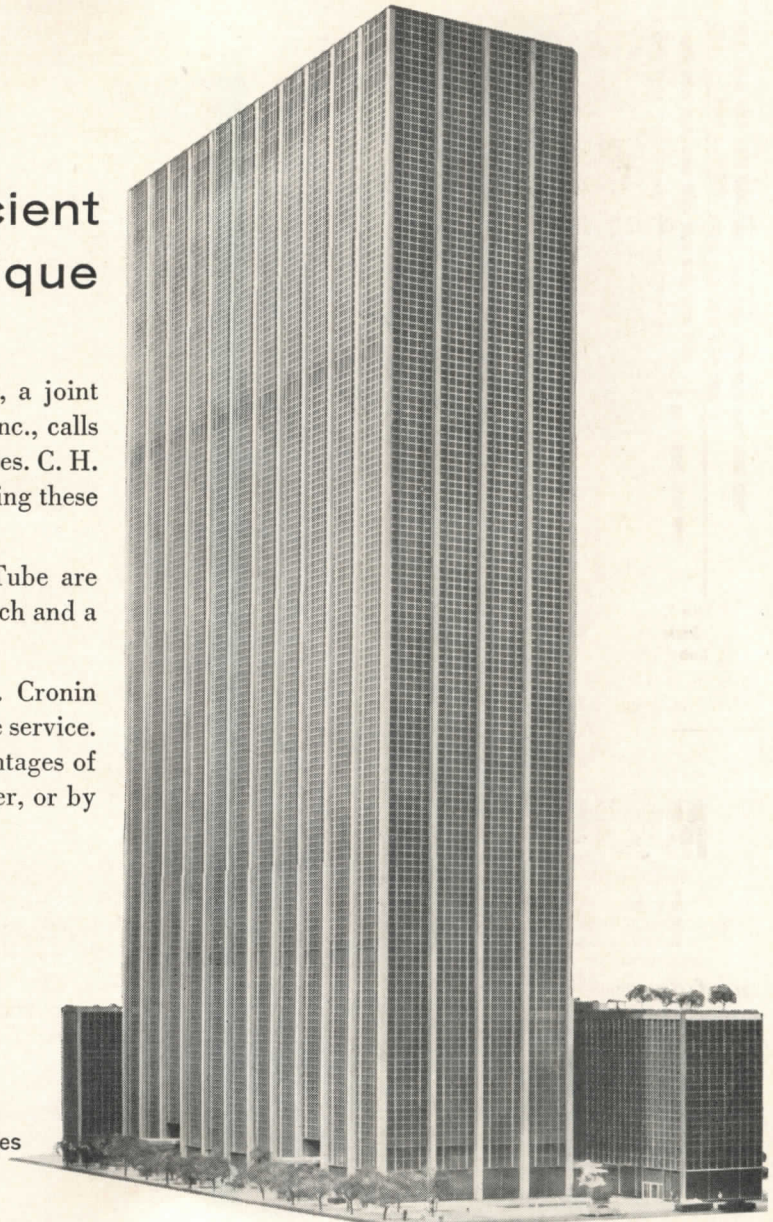 cient
que
, a joint
nc., calls
es. C. H.
ing these
Tube are
ch and a
. Cronin
e service.
ntages of
er, or by
es